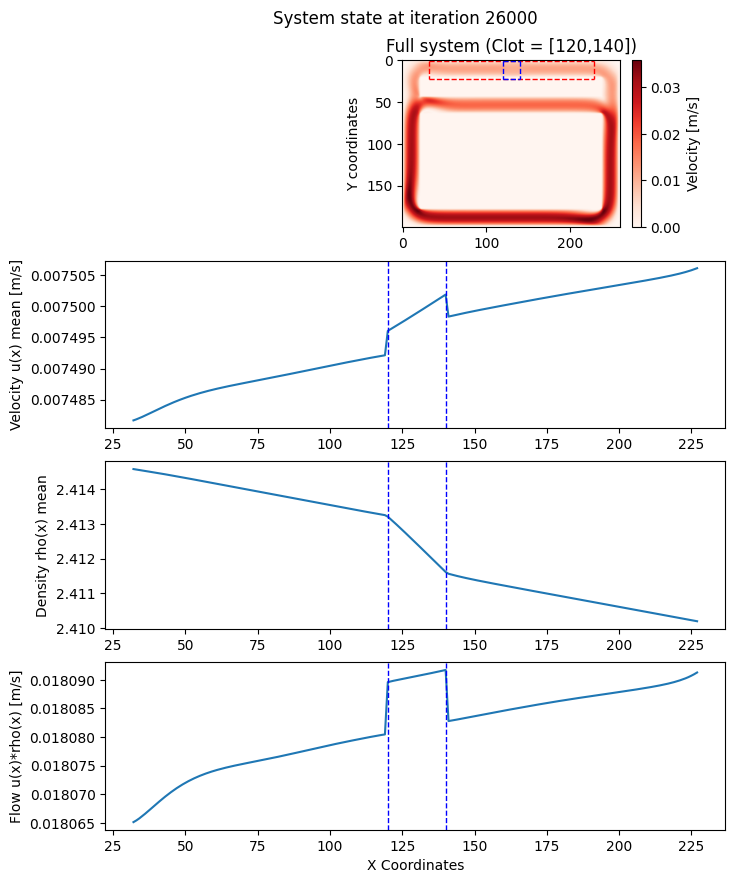 System state at iteration 26000
Full system (Clot = [120,140])
0
50
100
150
Y coordinates
0
100
200
0.03
0.02
0.01
0.00
Velocity [m/s]
0.007505
0.007500
0.007495
0.007490
0.007485
Velocity u(x) mean [m/s]
25 50 75 100 125 150 175 200 225
2.414
2.413
2.412
2.411
2.410
Density rho(x) mean
25 50 75 100 125 150 175 200 225
0.018090
0.018085
0.018080
0.018075
0.018070
0.018065
Flow u(x)*rho(x) [m/s]
25 50 75 100 125 150 175 200 225
X Coordinates